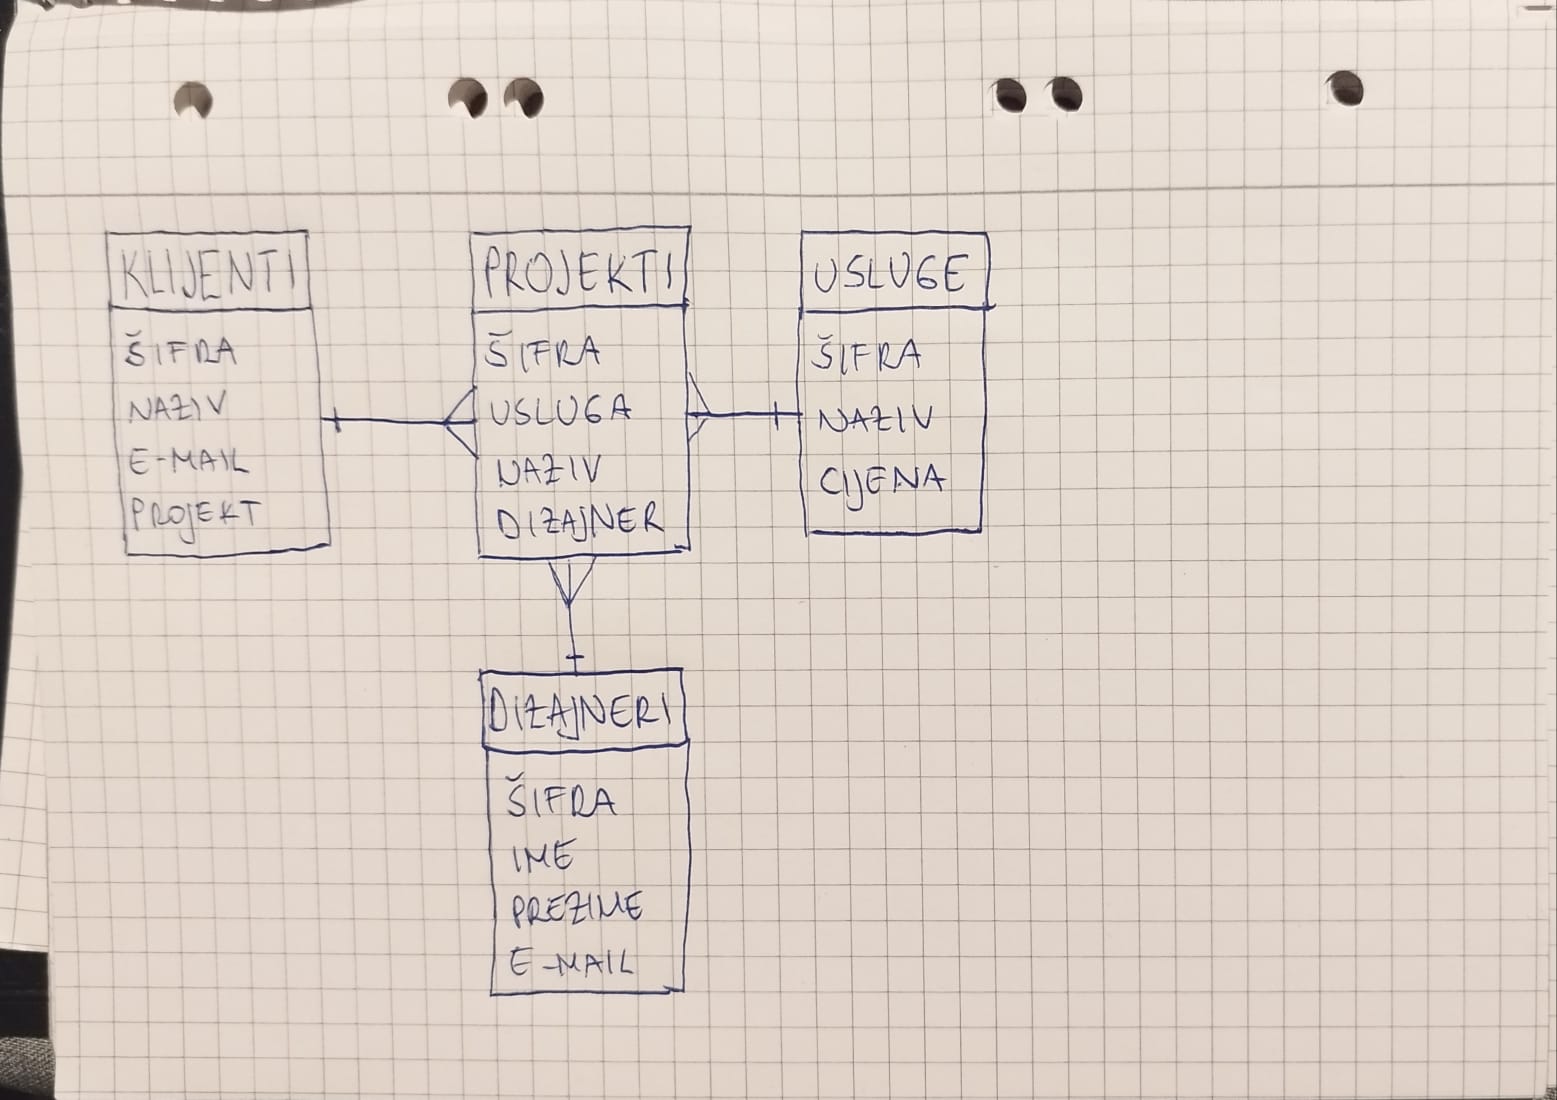 KLIJENTI
ŠIFRA
NAZIV
E-MAIL
PROJEKT
PROJEKTI
ŠIFRA
USLUGA
NAZIV
DIZAJNER
USLUGE
ŠIFRA
NAZIV
CIJENA
DIZAJNERI
ŠIFRA
IME
PREZIME
E-MAIL